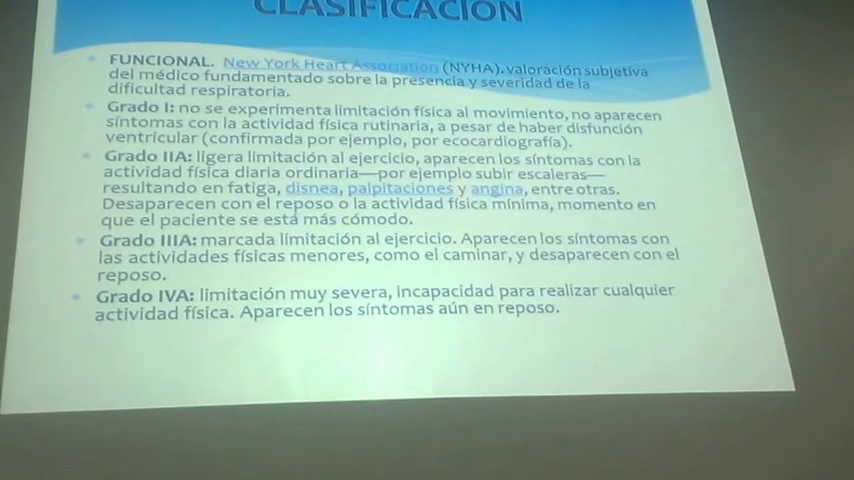 CLASIFICACIÓN
FUNCIONAL. New York Heart Association (NYHA). valoración subjetiva
del médico fundamentado sobre la presencia y severidad de la
dificultad respiratoria.
Grado I: no se experimenta limitación física al movimiento, no aparecen
síntomas con la actividad física rutinaria, a pesar de haber disfunción
ventricular (confirmada por ejemplo, por ecocardiografía).
Grado IIA: ligera limitación al ejercicio, aparecen los síntomas con la
actividad física diaria ordinaria—por ejemplo subir escaleras—
resultando en fatiga, disnea, palpitaciones y angina, entre otras.
Desaparecen con el reposo o la actividad física mínima, momento en
que el paciente se está más cómodo.
Grado IIIA: marcada limitación al ejercicio. Aparecen los síntomas con
las actividades físicas menores, como el caminar, y desaparecen con el
reposo.
Grado IVA: limitación muy severa, incapacidad para realizar cualquier
actividad física. Aparecen los síntomas aún en reposo.